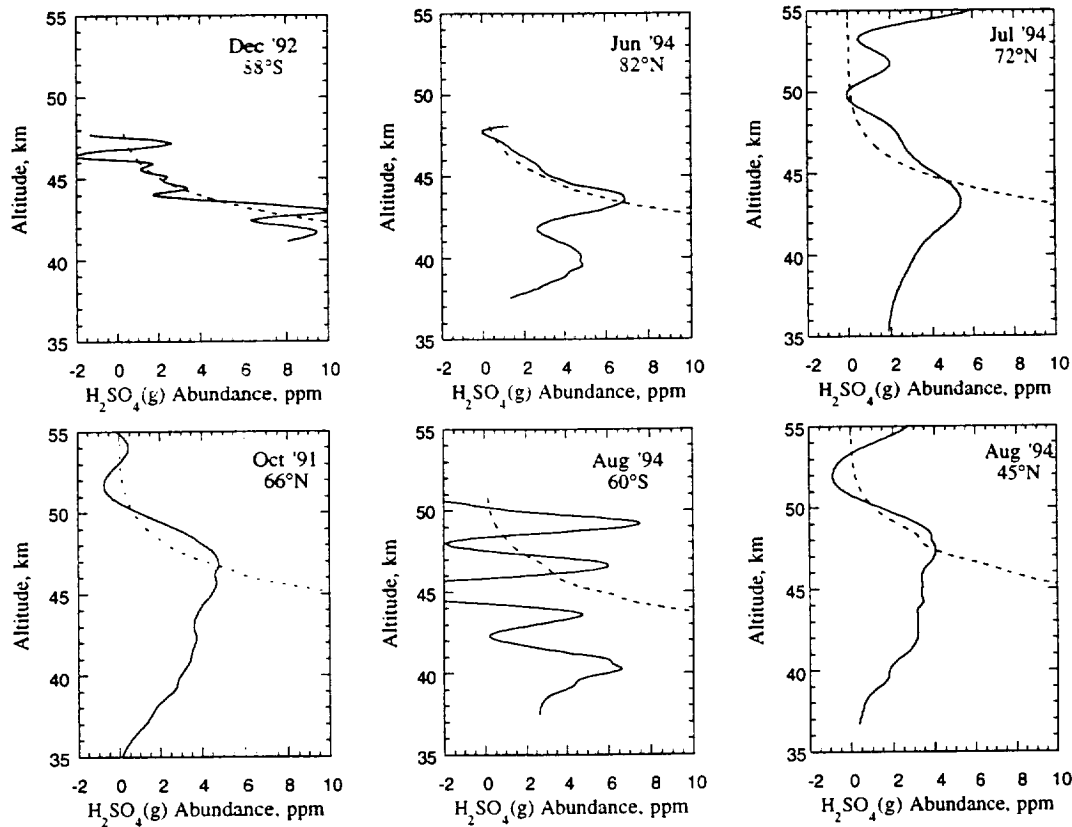 55
50
45
40
35
Altitude, km
Dec '92
88°S
-2 0 2 4 6 8 10
H2SO4(g) Abundance, ppm
55
50
45
40
35
Altitude, km
Jun '94
82°N
-2 0 2 4 6 8 10
H2SO4(g) Abundance, ppm
55
50
45
40
35
Altitude, km
Jul '94
72°N
-2 0 2 4 6 8 10
H2SO4(g) Abundance, ppm
55
50
45
40
35
Altitude, km
Oct '91
66°N
-2 0 2 4 6 8 10
H2SO4(g) Abundance, ppm
55
50
45
40
35
Altitude, km
Aug '94
60°S
-2 0 2 4 6 8 10
H2SO4(g) Abundance, ppm
55
50
45
40
35
Altitude, km
Aug '94
45°N
-2 0 2 4 6 8 10
H2SO4(g) Abundance, ppm